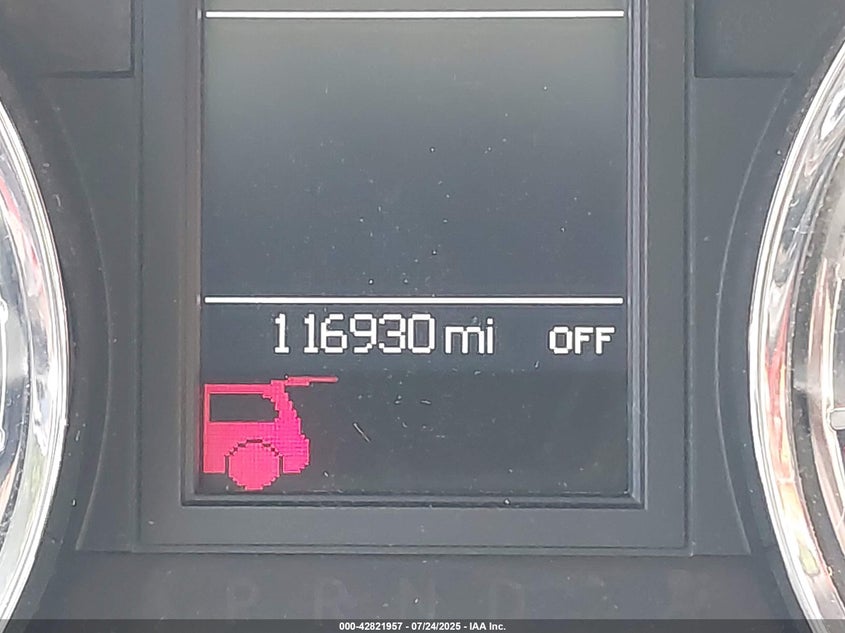 116930 mi OFF
P R N D
000-42821957 - 07/24/2025 - IAA Inc.